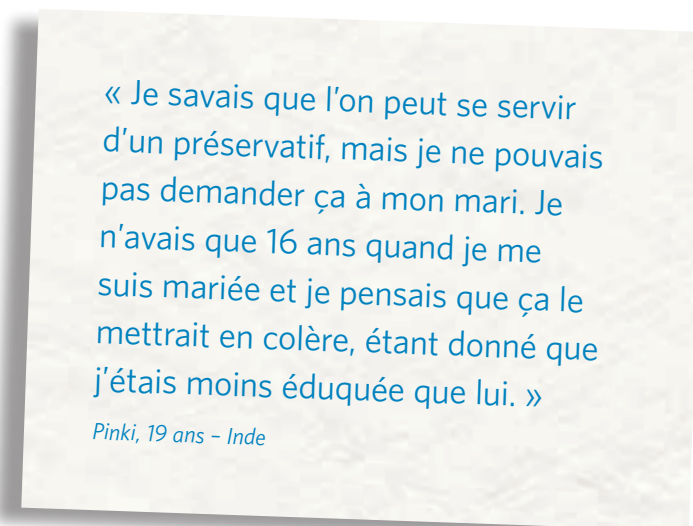 « Je savais que l’on peut se servir
d’un préservatif, mais je ne pouvais
pas demander ça à mon mari. Je
n’avais que 16 ans quand je me
suis mariée et je pensais que ça le
mettrait en colère, étant donné que
j’étais moins éduquée que lui. »
Pinki, 19 ans – Inde